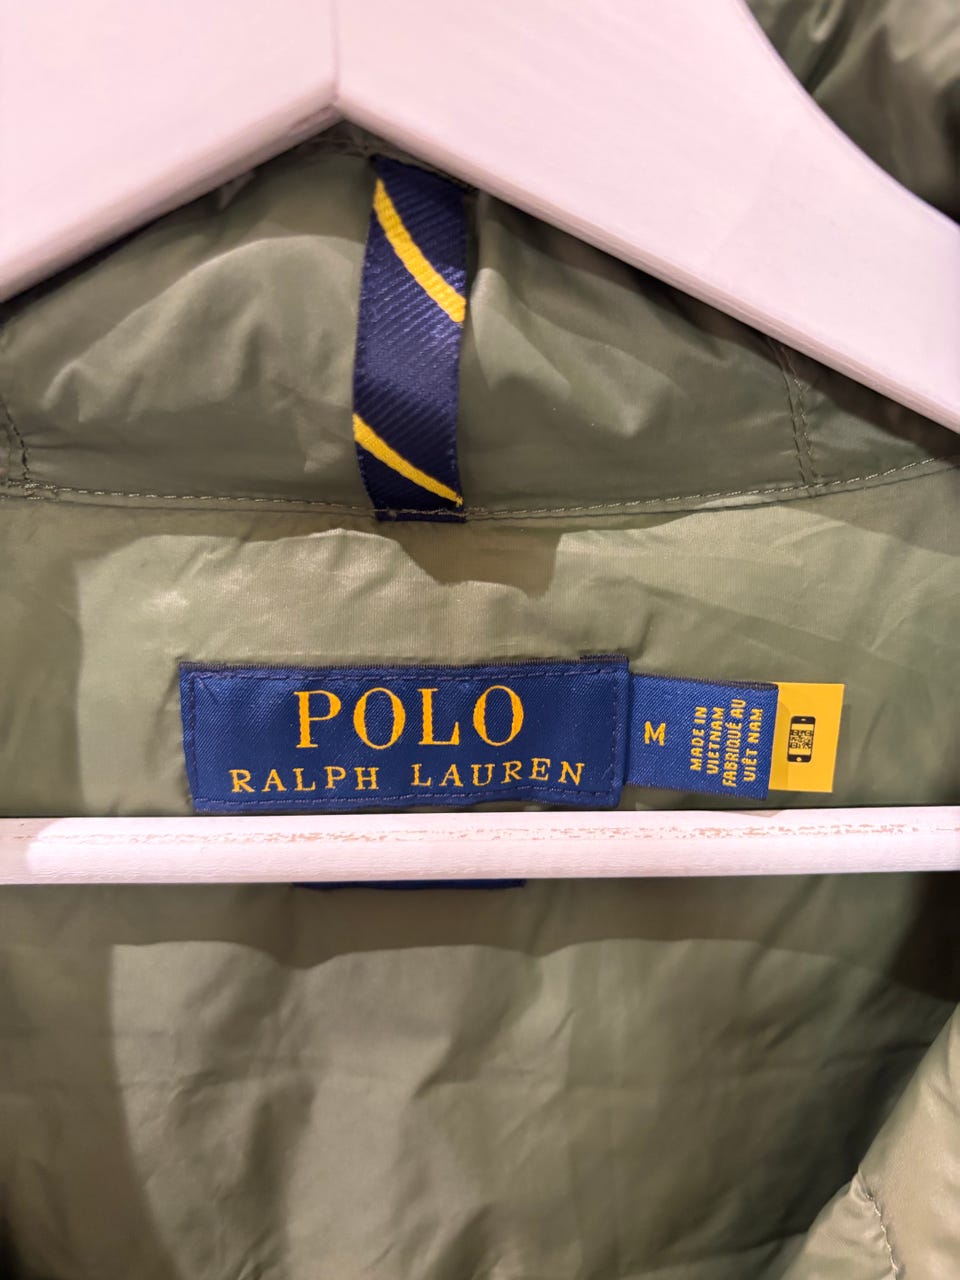 POLO
RALPH LAUREN
M
MADE IN
VIETNAM
FABRIQUÉ AU
VIÊT NAM